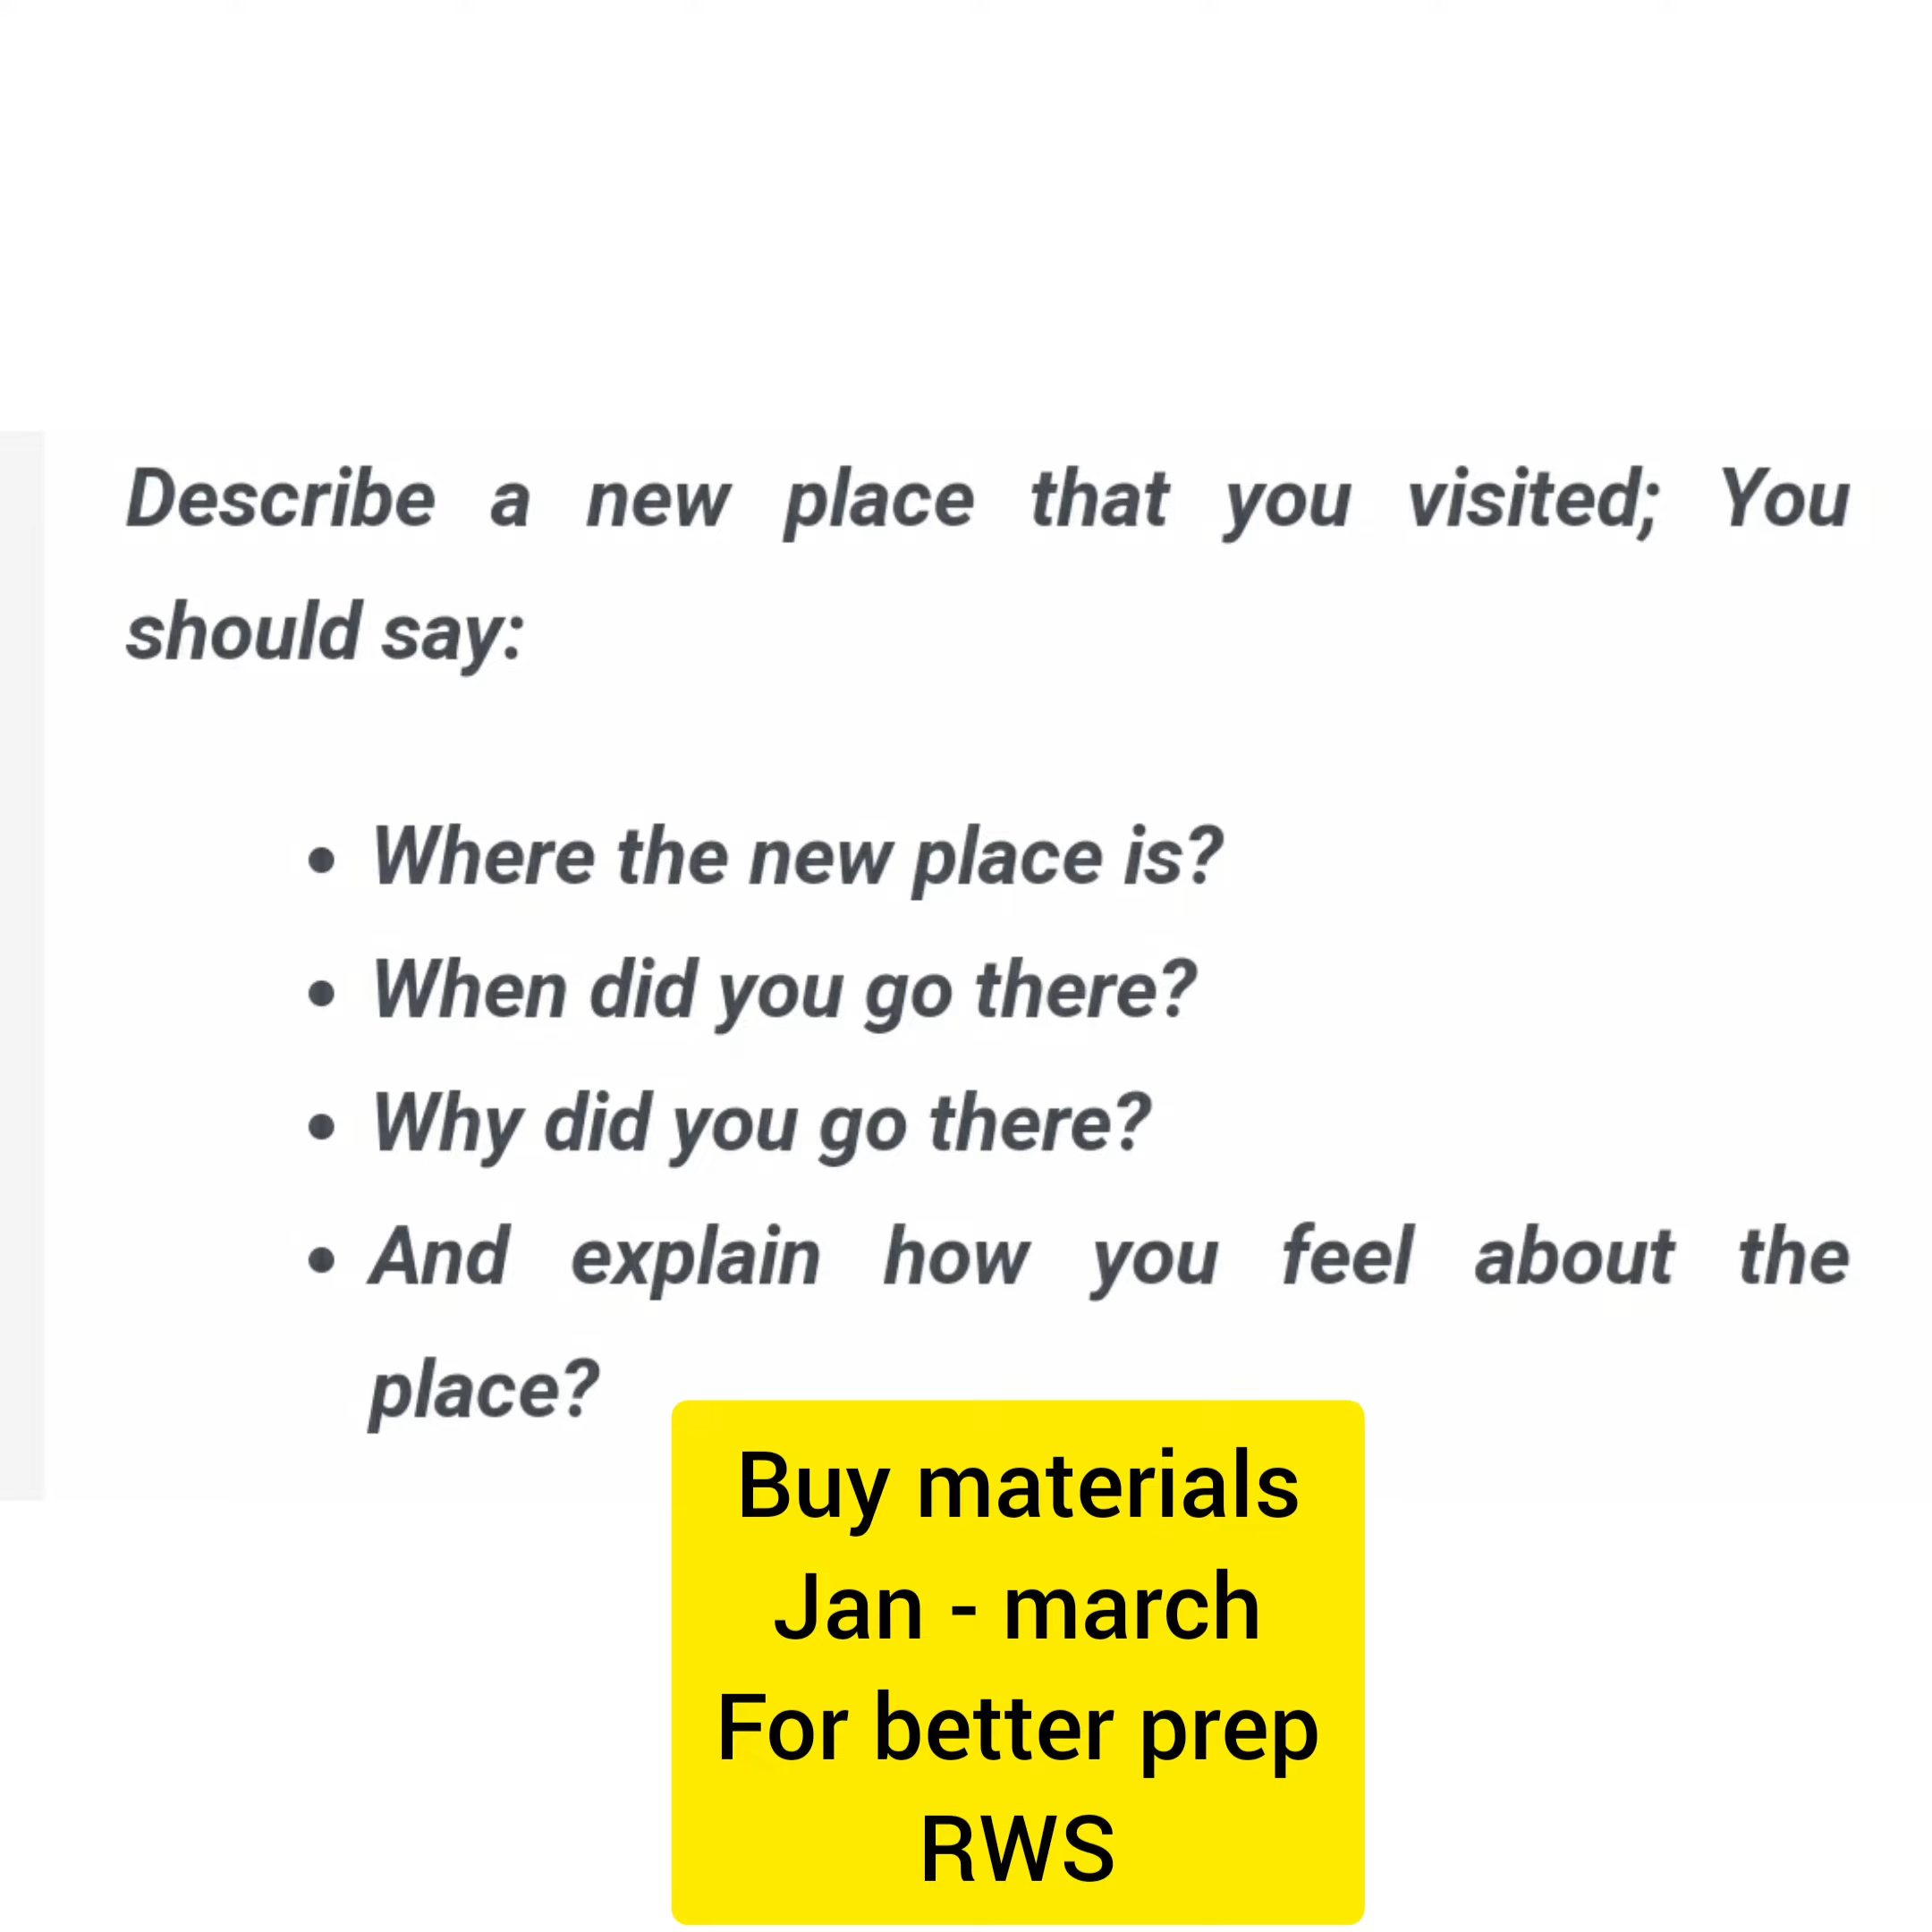 Describe a new place that you visited; You
should say:
• Where the new place is?
• When did you go there?
• Why did you go there?
• And explain how you feel about the
place?
Buy materials
Jan - march
For better prep
RWS